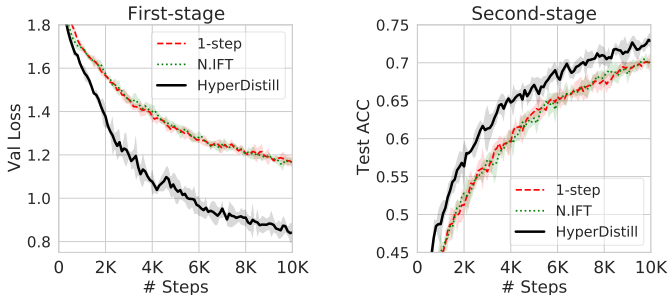 First-stage
Val Loss
1.8
1.6
1.4
1.2
1.0
0.8
1-step
N.IFT
HyperDistill
0 2K 4K 6K 8K 10K
# Steps
Second-stage
Test ACC
0.75
0.7
0.65
0.6
0.55
0.5
0.45
1-step
N.IFT
HyperDistill
0 2K 4K 6K 8K 10K
# Steps